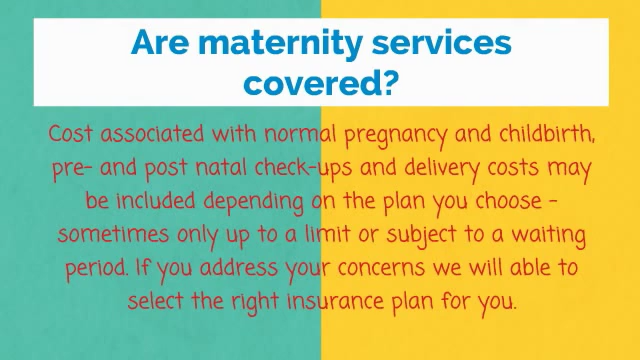 Are maternity services
covered?
Cost associated with normal pregnancy and childbirth,
pre- and post natal check-ups and delivery costs may
be included depending on the plan you choose -
sometimes only up to a limit or subject to a waiting
period. If you address your concerns we will able to
select the right insurance plan for you.